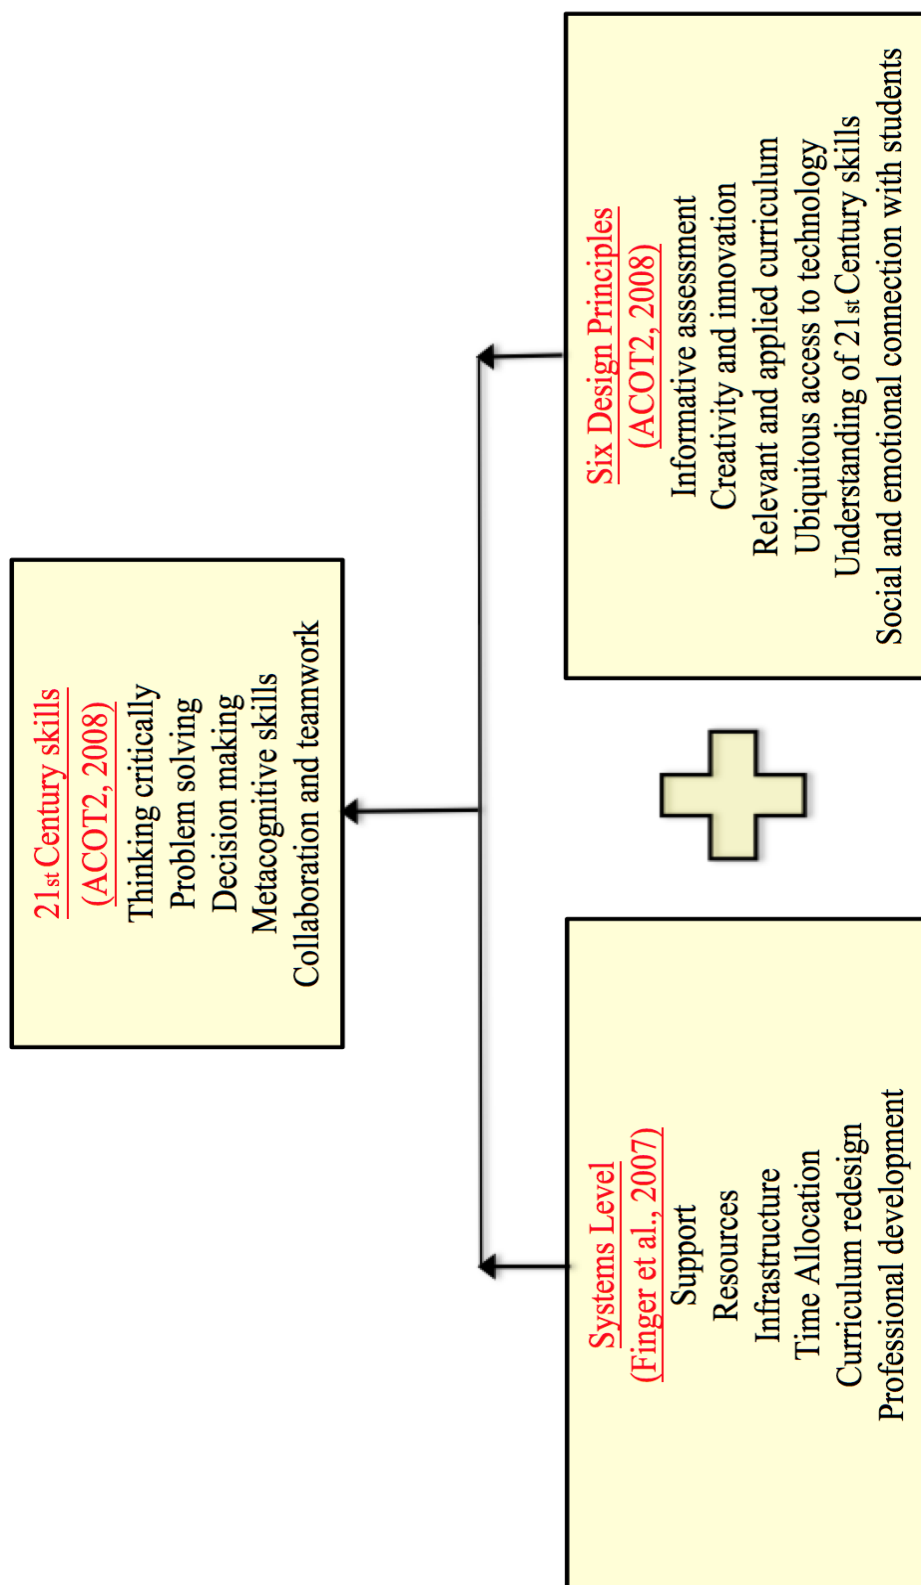 21st Century skills
(ACOT2, 2008)
Thinking critically
Problem solving
Decision making
Metacognitive skills
Collaboration and teamwork
Systems Level
(Finger et al., 2007)
Support
Resources
Infrastructure
Time Allocation
Curriculum redesign
Professional development
Six Design Principles
(ACOT2, 2008)
Informative assessment
Creativity and innovation
Relevant and applied curriculum
Ubiquitous access to technology
Understanding of 21st Century skills
Social and emotional connection with students